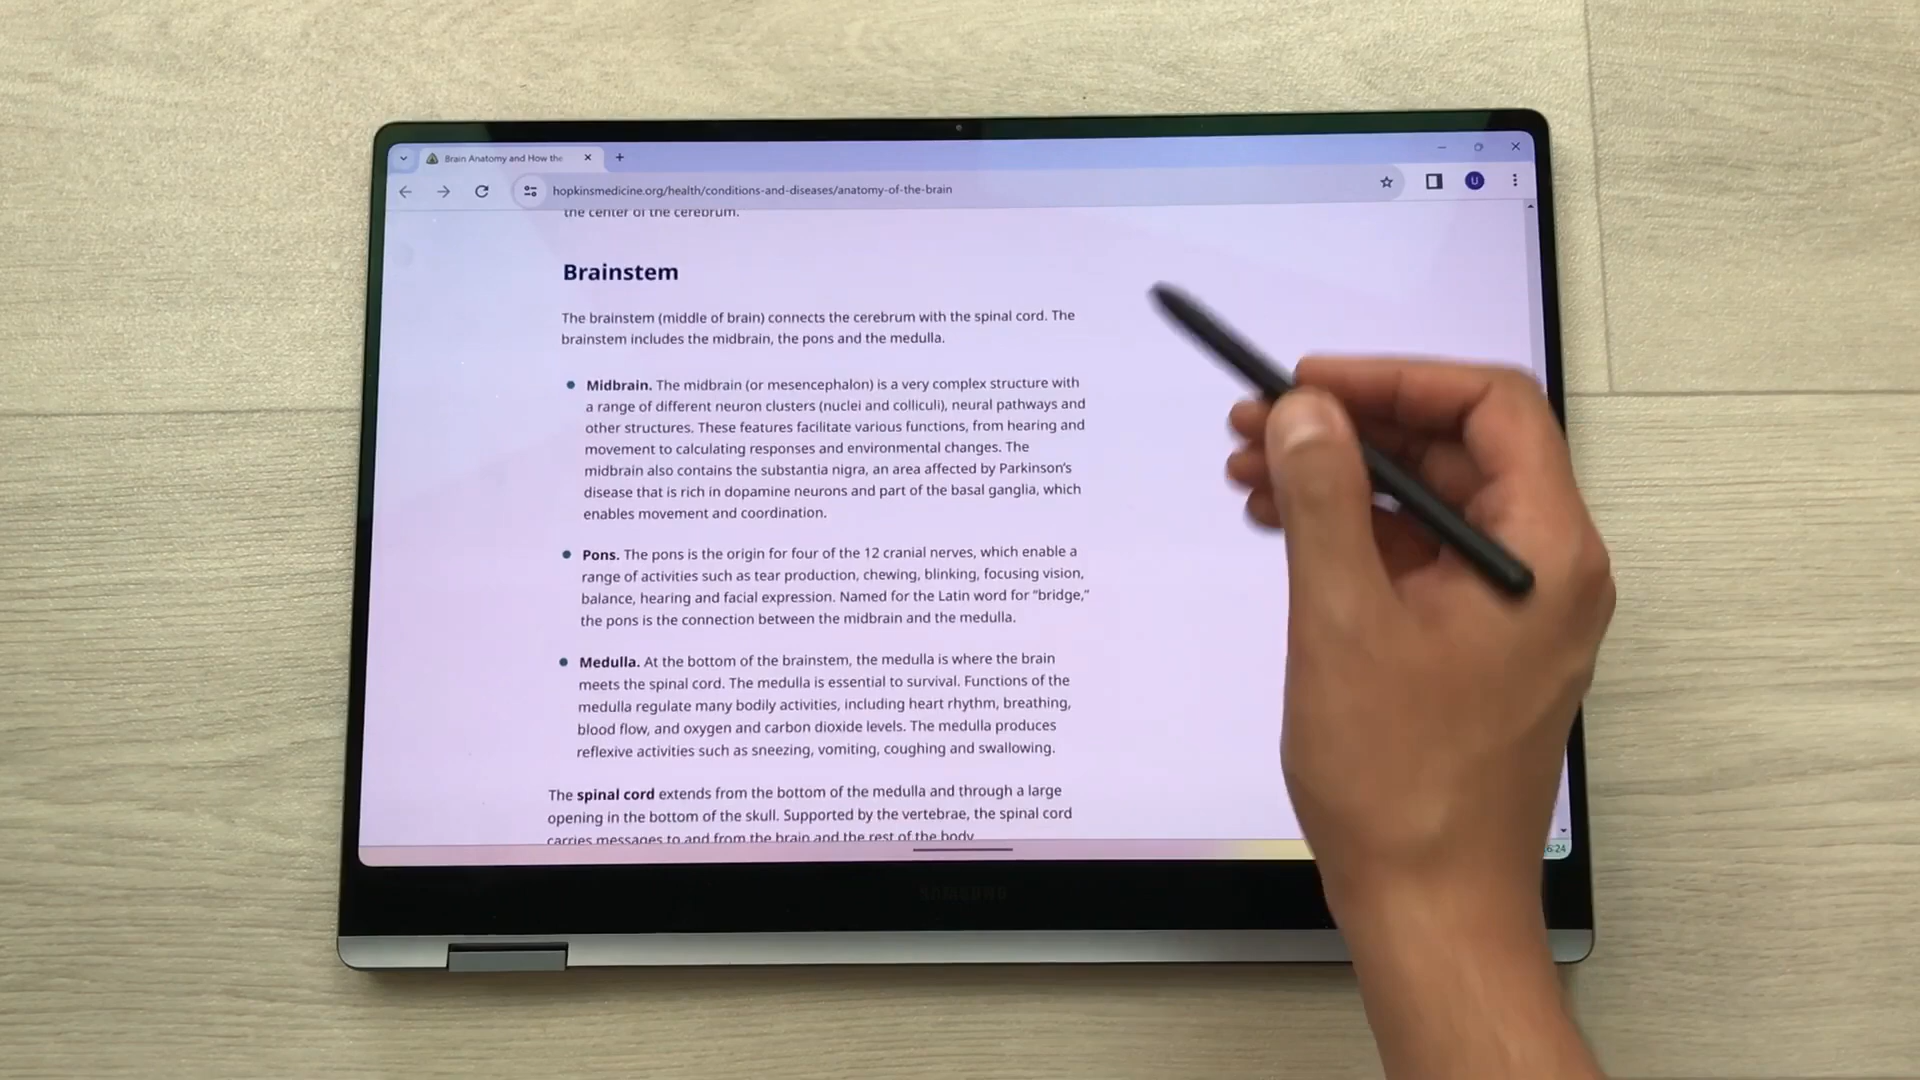 Brain Anatomy and How the
hopkinsmedicine.org/health/conditions-and-diseases/anatomy-of-the-brain
U
the center of the cerebrum.
Brainstem
The brainstem (middle of brain) connects the cerebrum with the spinal cord. The
brainstem includes the midbrain, the pons and the medulla.
Midbrain. The midbrain (or mesencephalon) is a very complex structure with
a range of different neuron clusters (nuclei and colliculi), neural pathways and
other structures. These features facilitate various functions, from hearing and
movement to calculating responses and environmental changes. The
midbrain also contains the substantia nigra, an area affected by Parkinson’s
disease that is rich in dopamine neurons and part of the basal ganglia, which
enables movement and coordination.
Pons. The pons is the origin for four of the 12 cranial nerves, which enable a
range of activities such as tear production, chewing, blinking, focusing vision,
balance, hearing and facial expression. Named for the Latin word for “bridge,”
the pons is the connection between the midbrain and the medulla.
Medulla. At the bottom of the brainstem, the medulla is where the brain
meets the spinal cord. The medulla is essential to survival. Functions of the
medulla regulate many bodily activities, including heart rhythm, breathing,
blood flow, and oxygen and carbon dioxide levels. The medulla produces
reflexive activities such as sneezing, vomiting, coughing and swallowing.
The spinal cord extends from the bottom of the medulla and through a large
opening in the bottom of the skull. Supported by the vertebrae, the spinal cord
carries messages to and from the brain and the rest of the body
SAMSUNG